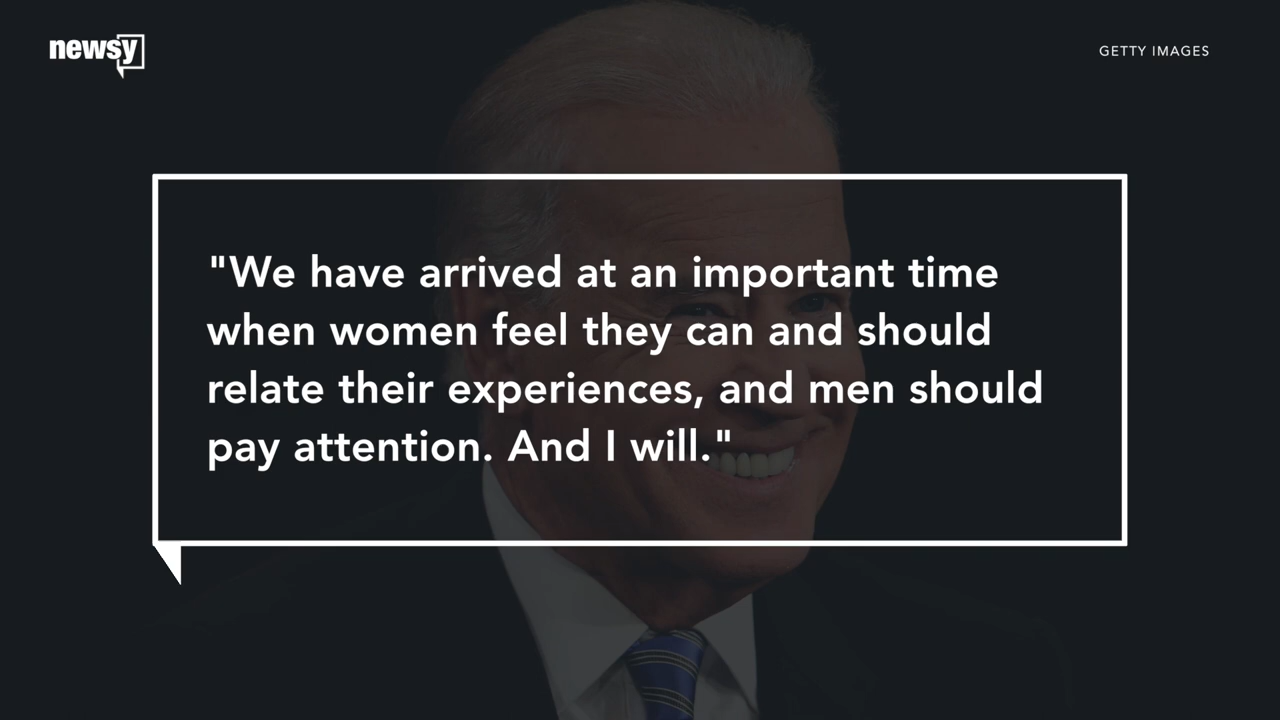 newsy
GETTY IMAGES
"We have arrived at an important time
when women feel they can and should
relate their experiences, and men should
pay attention. And I will."